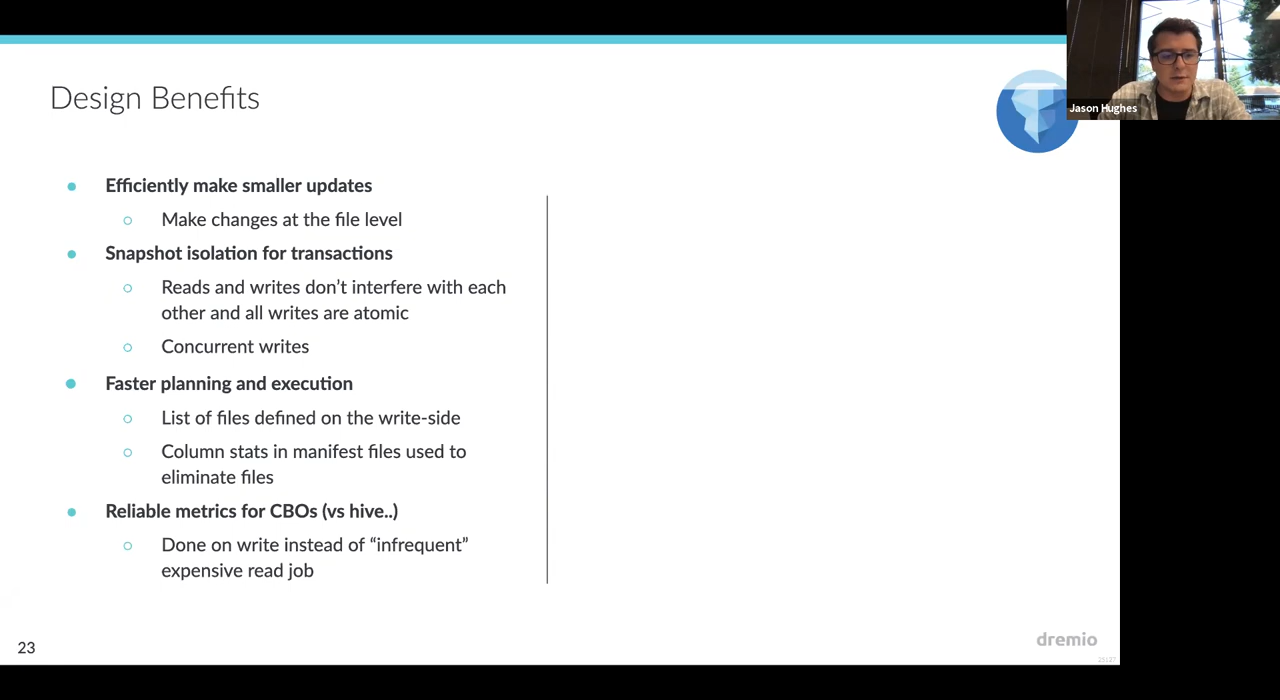 Design Benefits
Jason Hughes
Efficiently make smaller updates
Make changes at the file level
Snapshot isolation for transactions
Reads and writes don’t interfere with each
other and all writes are atomic
Concurrent writes
Faster planning and execution
List of files defined on the write-side
Column stats in manifest files used to
eliminate files
Reliable metrics for CBOs (vs hive..)
Done on write instead of “infrequent”
expensive read job
23
dremio